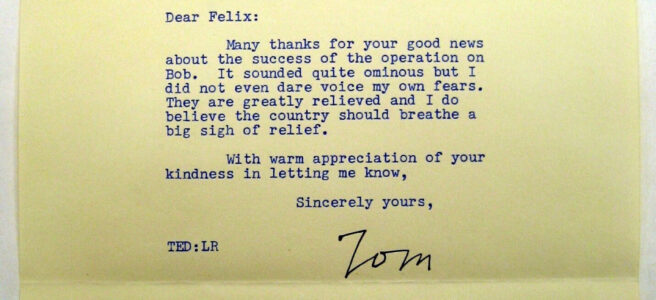 Dear Felix:
Many thanks for your good news
about the success of the operation on
Bob. It sounded quite ominous but I
did not even dare voice my own fears.
They are greatly relieved and I do
believe the country should breathe a
big sigh of relief.
With warm appreciation of your
kindness in letting me know,
Sincerely yours,
TED:LR
Tom